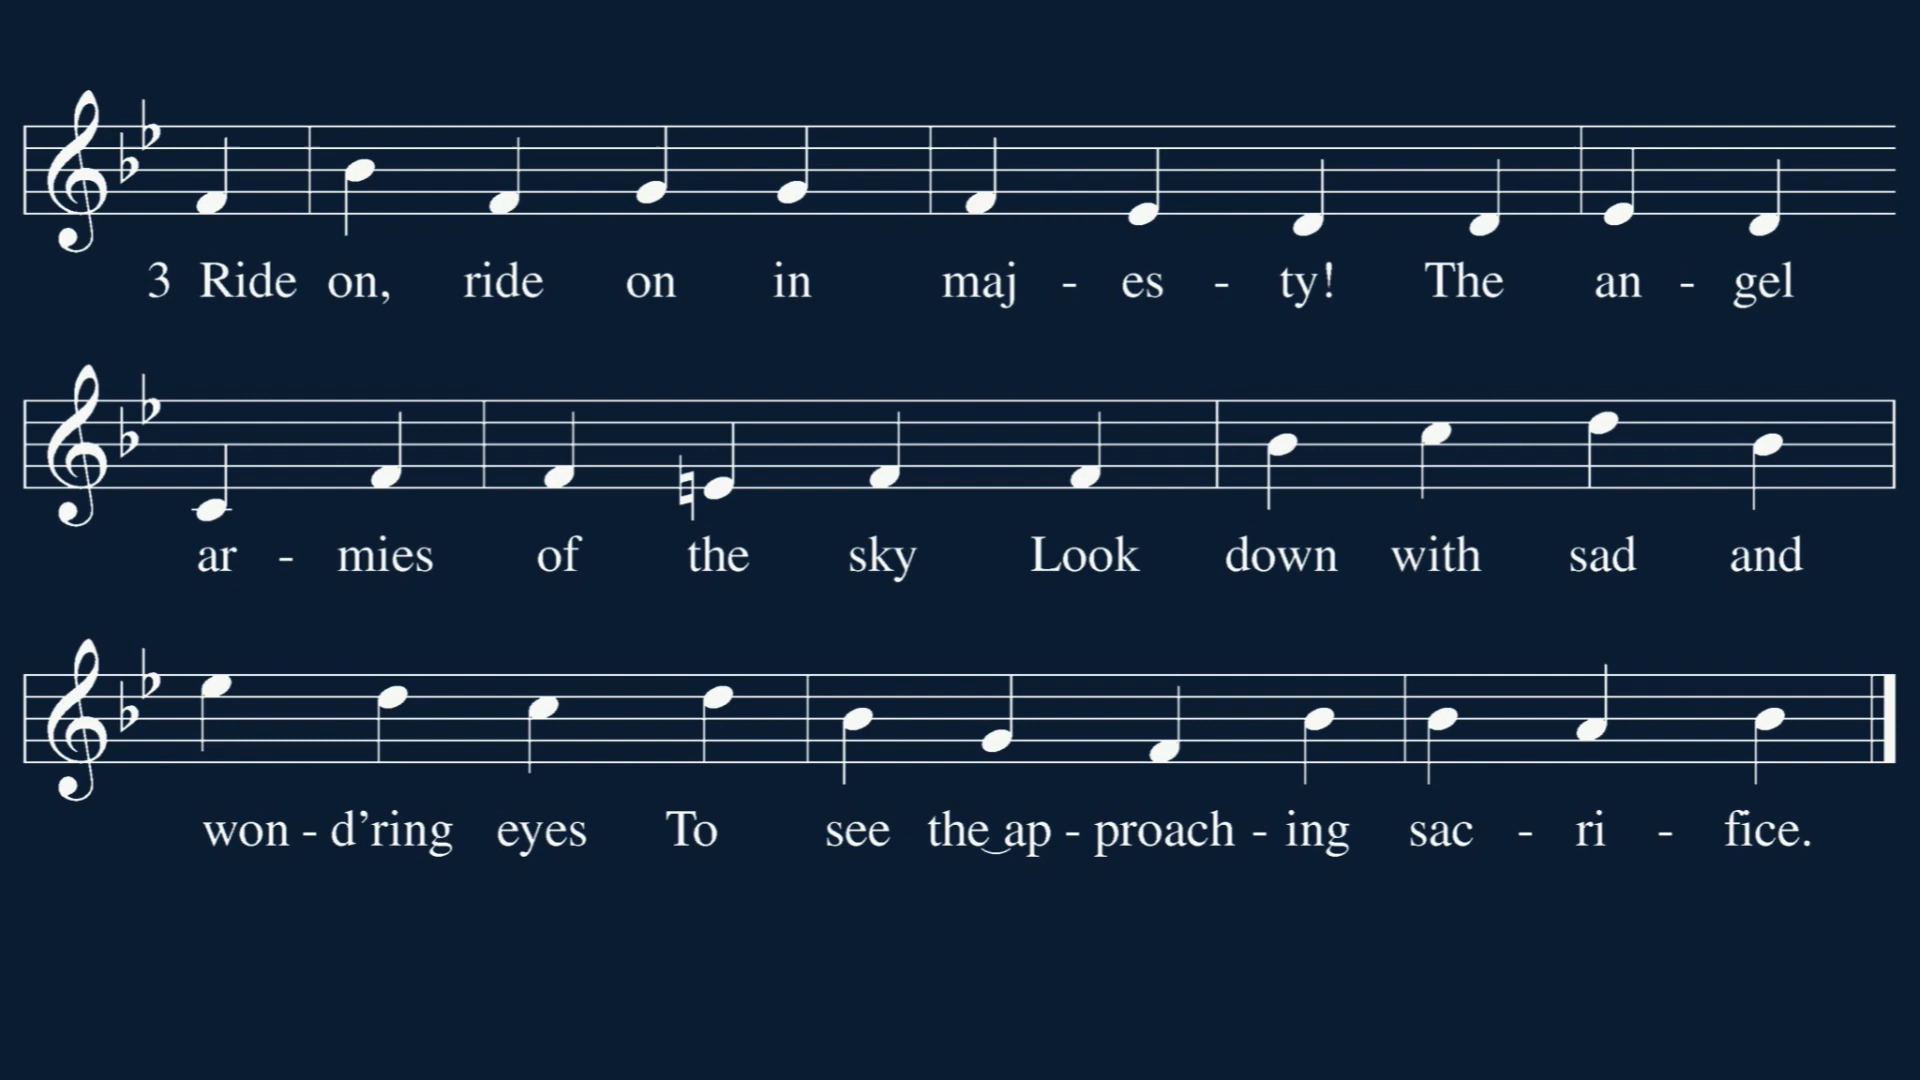 3 Ride on, ride on in maj - es - ty! The an - gel
ar - mies of the sky Look down with sad and
won - d’ring eyes To see the‿ap - proach - ing sac - ri - fice.